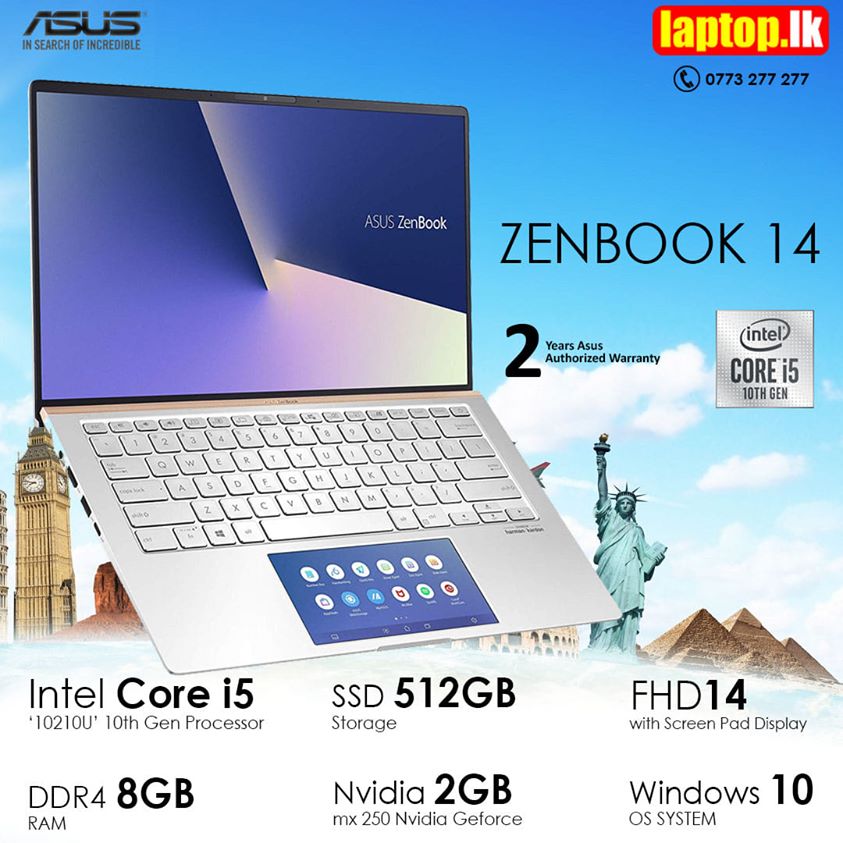 ASUS
IN SEARCH OF INCREDIBLE
laptop.lk
0773 277 277
ASUS ZenBook
ZENBOOK 14
2 Years Asus
Authorized Warranty
intel
CORE i5
10TH GEN
harman/kardon
Intel Core i5
'10210U' 10th Gen Processor
SSD 512GB
Storage
FHD14
with Screen Pad Display
DDR4 8GB
RAM
Nvidia 2GB
mx 250 Nvidia Geforce
Windows 10
OS SYSTEM